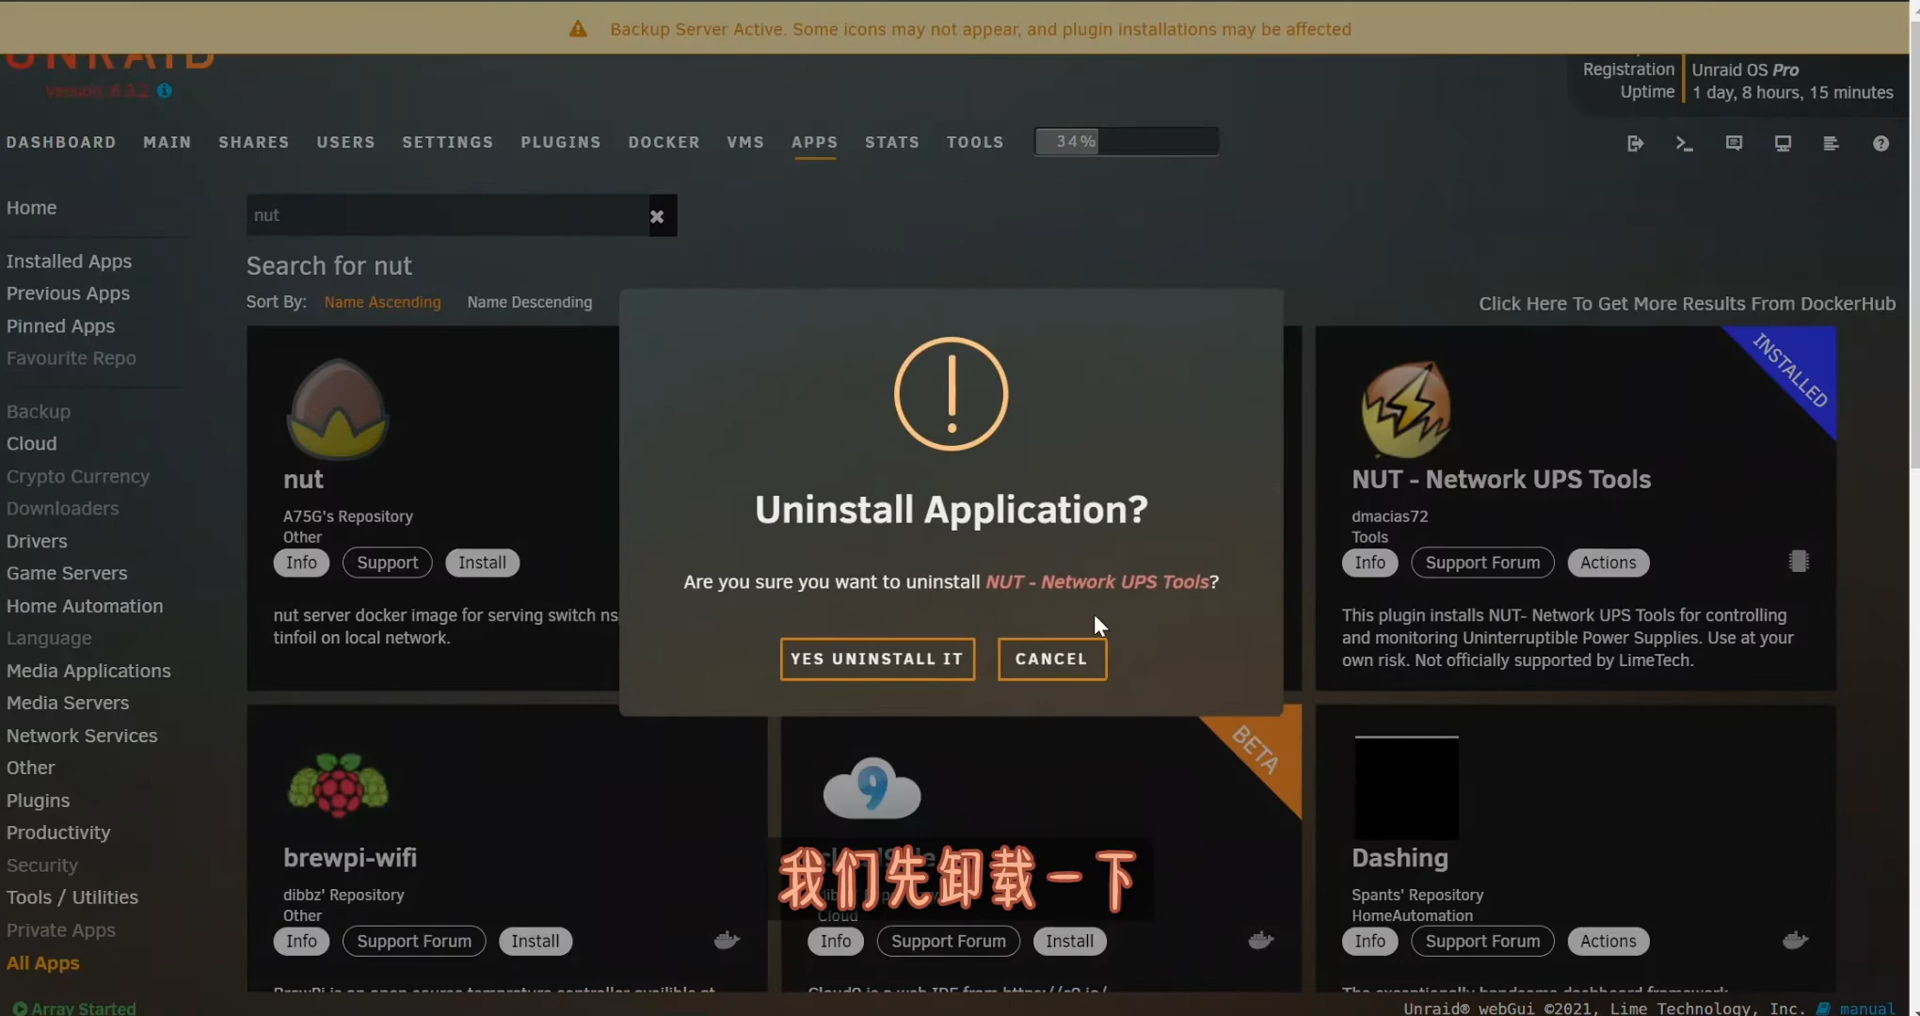 Backup Server Active. Some icons may not appear, and plugin installations may be affected
UNRAID
Version: 6.9.2
Registration
Uptime
Unraid OS Pro
1 day, 8 hours, 15 minutes
DASHBOARD MAIN SHARES USERS SETTINGS PLUGINS DOCKER VMS APPS STATS TOOLS 34%
Home
Installed Apps
Previous Apps
Pinned Apps
Favourite Repo
Backup
Cloud
Crypto Currency
Downloaders
Drivers
Game Servers
Home Automation
Language
Media Applications
Media Servers
Network Services
Other
Plugins
Productivity
Security
Tools / Utilities
Private Apps
All Apps
nut
Search for nut
Sort By: Name Ascending Name Descending
Click Here To Get More Results From DockerHub
nut
A75G's Repository
Other
Info Support Install
nut server docker image for serving switch ns
tinfoil on local network.
Uninstall Application?
Are you sure you want to uninstall NUT - Network UPS Tools?
YES UNINSTALL IT CANCEL
INSTALLED
NUT - Network UPS Tools
dmacias72
Tools
Info Support Forum Actions
This plugin installs NUT- Network UPS Tools for controlling
and monitoring Uninterruptible Power Supplies. Use at your
own risk. Not officially supported by LimeTech.
brewpi-wifi
dibbz' Repository
Other
Info Support Forum Install
BETA
9
我们先卸载一下
Cloud
Info Support Forum Install
Dashing
Spants' Repository
HomeAutomation
Info Support Forum Actions
Array Started
Unraid® webGui ©2021, Lime Technology, Inc. manual